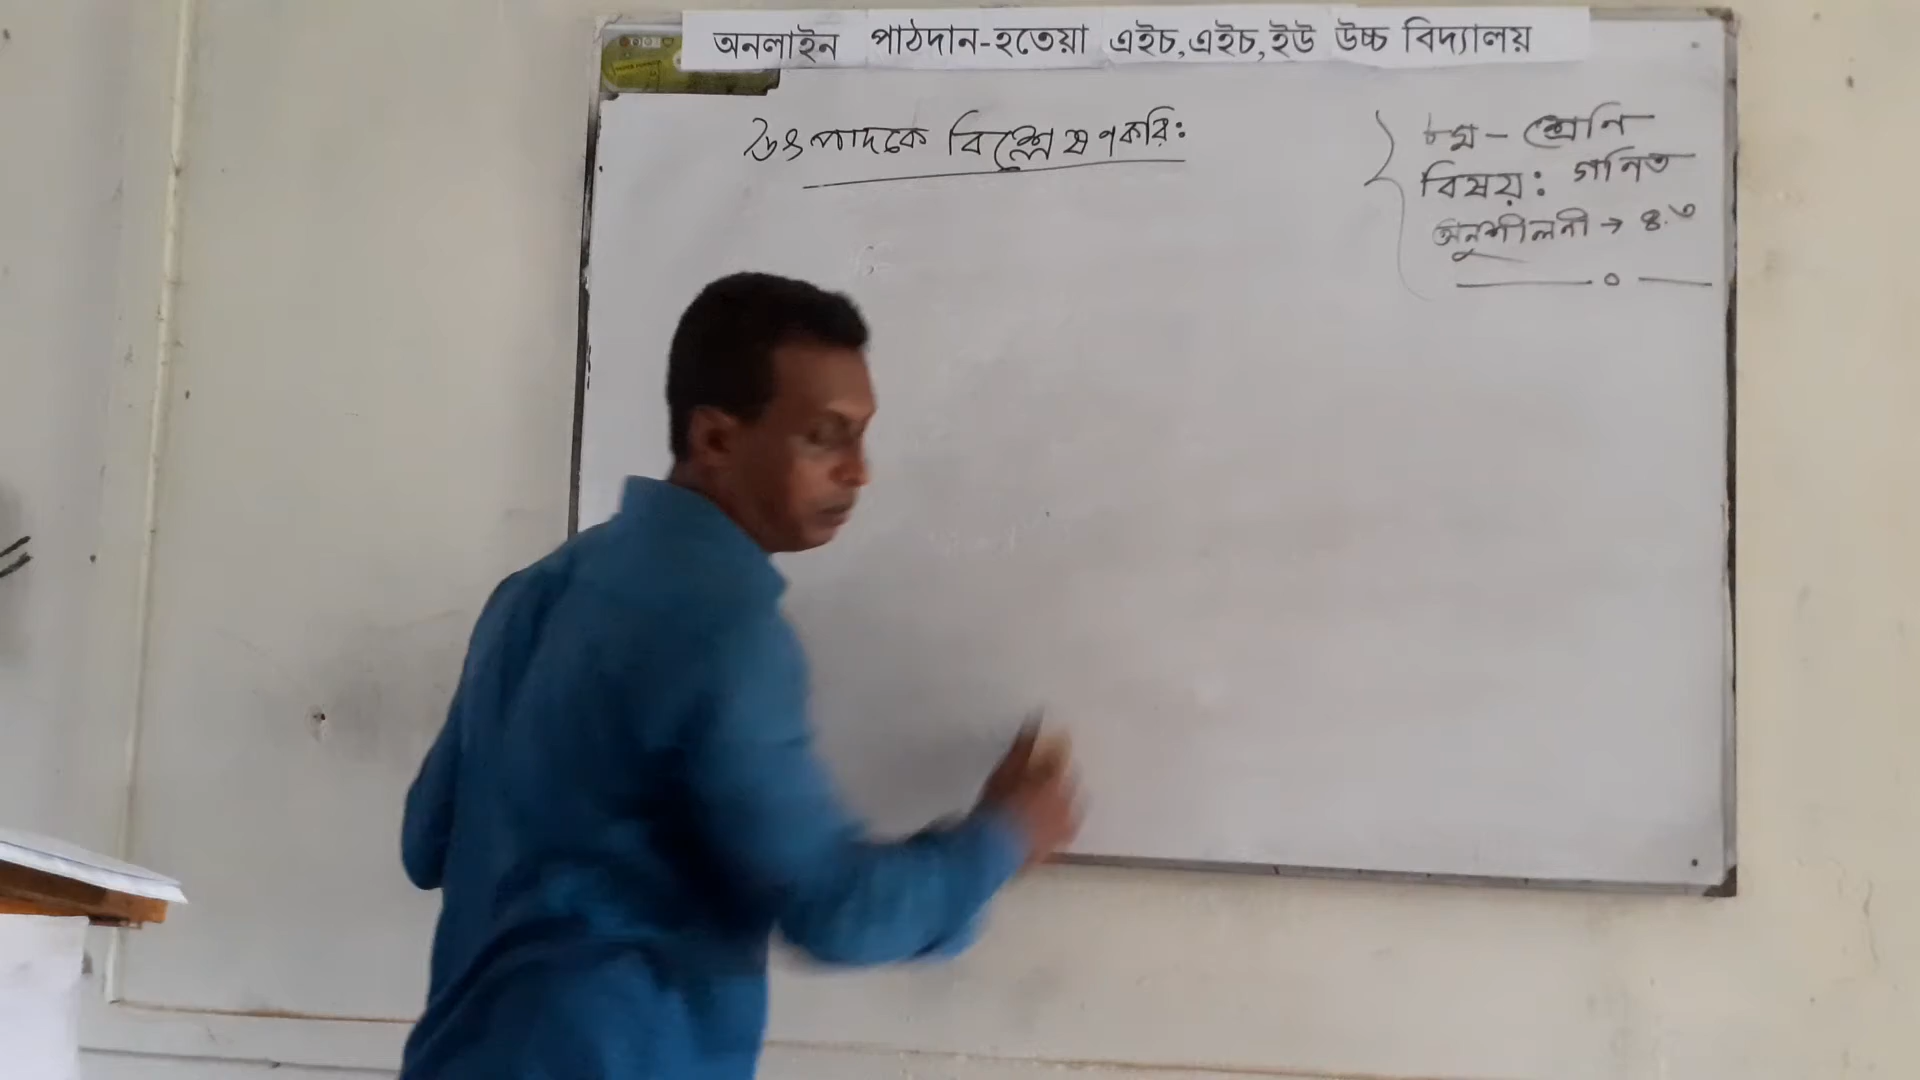 অনলাইন পাঠদান-হতেয়া এইচ,এইচ,ইউ উচ্চ বিদ্যালয়
উৎপাদকে বিশ্লেষণ করি:
৮ম - শ্রেনি
বিষয়: গনিত
অনুশীলনী → ৪.৩